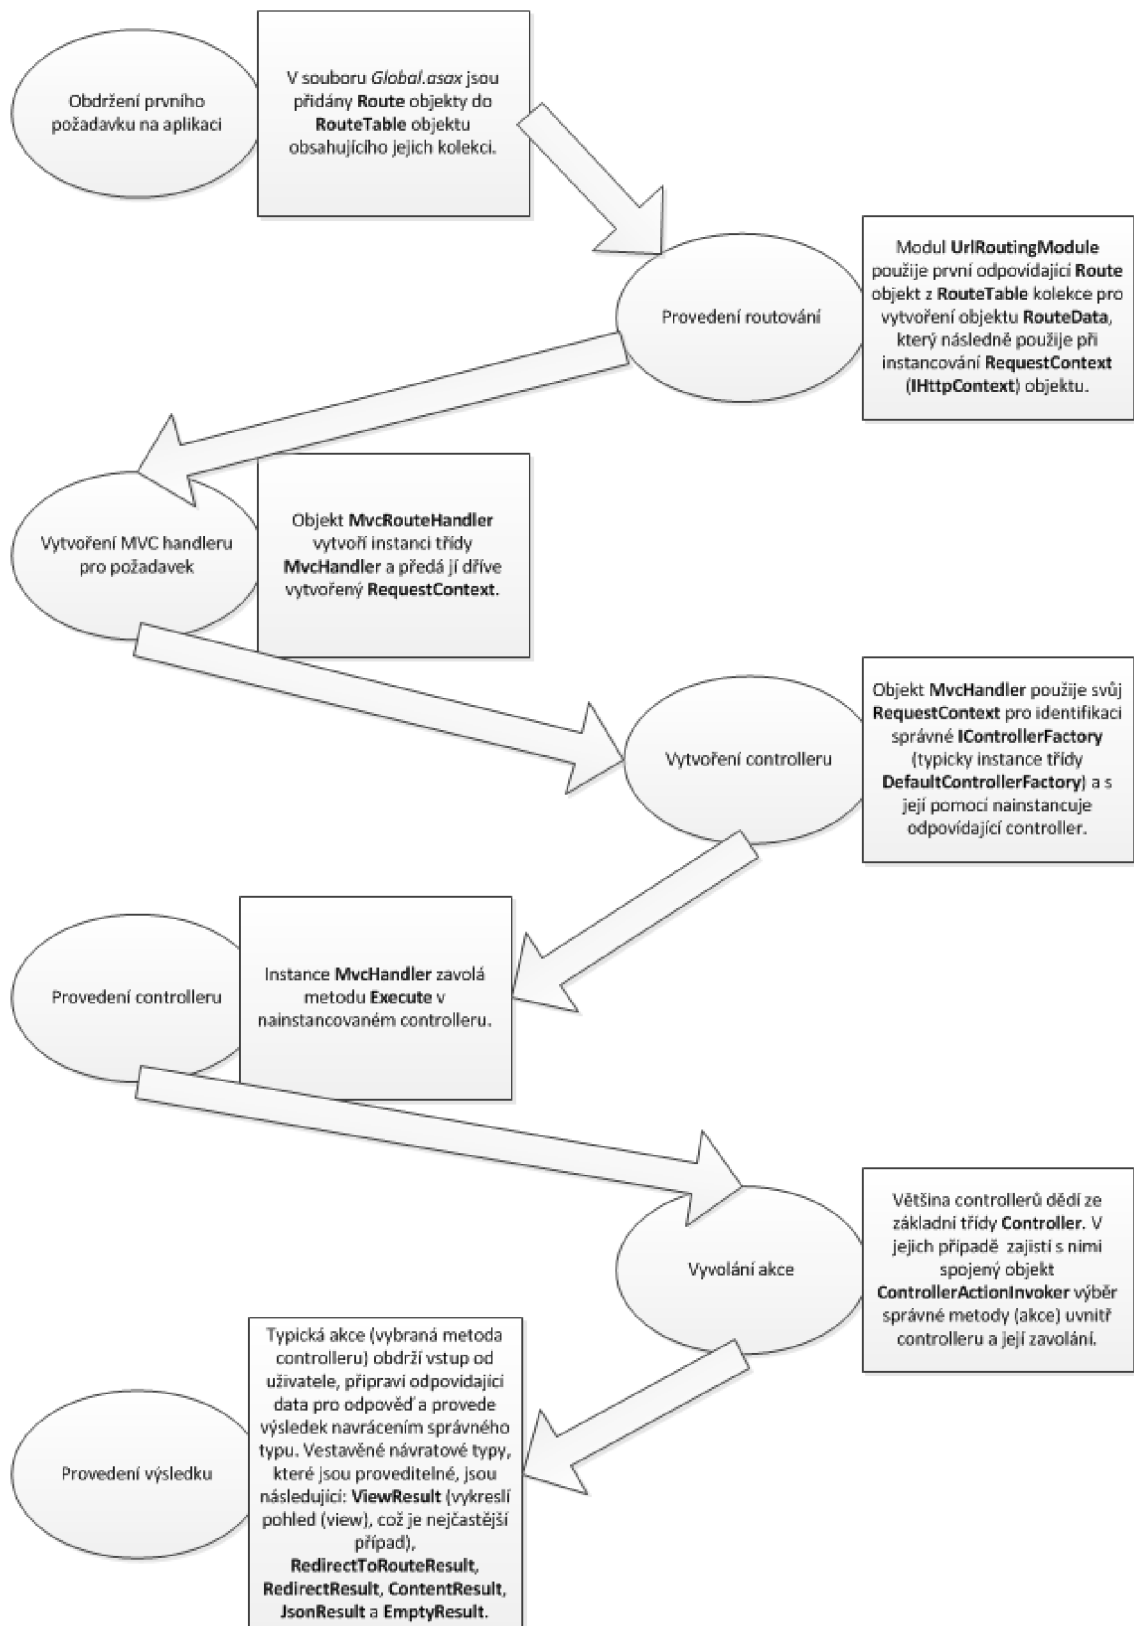 Obdržení prvního
požadavku na aplikaci
V souboru Global.asax jsou
přidány Route objekty do
RouteTable objektu
obsahujícího jejich kolekci.
Provedení routování
Modul UrlRoutingModule
použije první odpovídající Route
objekt z RouteTable kolekce pro
vytvoření objektu RouteData,
který následně použije při
instancování RequestContext
(IHttpContext) objektu.
Vytvoření MVC handleru
pro požadavek
Objekt MvcRouteHandler
vytvoří instanci třídy
MvcHandler a předá jí dříve
vytvořený RequestContext.
Vytvoření controlleru
Objekt MvcHandler použije svůj
RequestContext pro identifikaci
správné IControllerFactory
(typicky instance třídy
DefaultControllerFactory) a s
její pomocí nainstancuje
odpovídající controller.
Provedení controlleru
Instance MvcHandler zavolá
metodu Execute v
nainstancovaném controlleru.
Vyvolání akce
Většina controllerů dědí ze
základní třídy Controller. V
jejich případě zajistí s nimi
spojený objekt
ControllerActionInvoker výběr
správné metody (akce) uvnitř
controlleru a její zavolání.
Provedení výsledku
Typická akce (vybraná metoda
controlleru) obdrží vstup od
uživatele, připraví odpovídající
data pro odpověď a provede
výsledek navrácením správného
typu. Vestavěné návratové typy,
které jsou proveditelné, jsou
následující: ViewResult (vykreslí
pohled (view), což je nejčastější
případ),
RedirectToRouteResult,
RedirectResult, ContentResult,
JsonResult a EmptyResult.